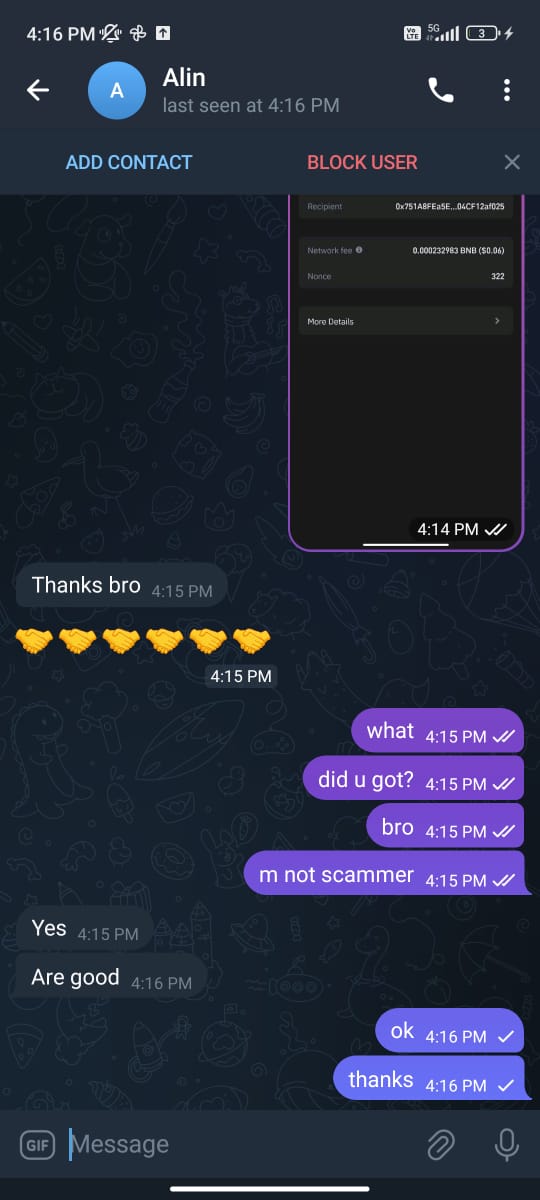 4:16 PM
Vo LTE 5G 3
A
Alin
last seen at 4:16 PM
ADD CONTACT BLOCK USER
Recipient 0x751A8FEa5E...04CF12af025
Network fee 0.000232983 BNB ($0.06)
Nonce 322
More Details
4:14 PM
Thanks bro 4:15 PM
4:15 PM
what 4:15 PM
did u got? 4:15 PM
bro 4:15 PM
m not scammer 4:15 PM
Yes 4:15 PM
Are good 4:16 PM
ok 4:16 PM
thanks 4:16 PM
GIF Message